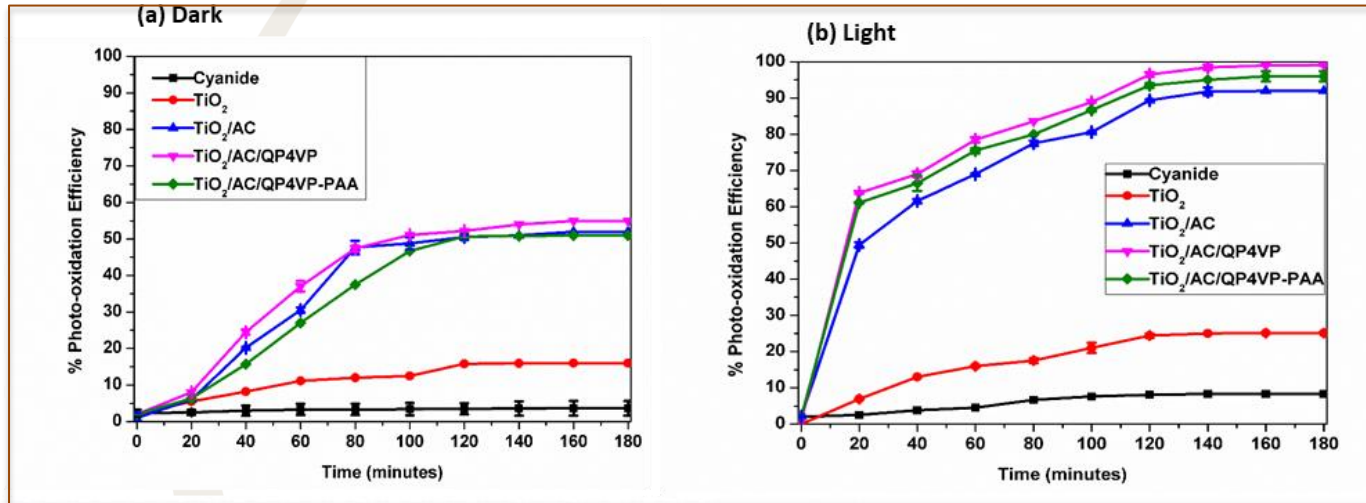 (a) Dark
100
90
80
70
60
50
40
30
20
10
0
% Photo-oxidation Efficiency
Cyanide
TiO₂
TiO₂/AC
TiO₂/AC/QP4VP
TiO₂/AC/QP4VP-PAA
0 20 40 60 80 100 120 140 160 180
Time (minutes)
(b) Light
100
90
80
70
60
50
40
30
20
10
0
% Photo-oxidation Efficiency
Cyanide
TiO₂
TiO₂/AC
TiO₂/AC/QP4VP
TiO₂/AC/QP4VP-PAA
0 20 40 60 80 100 120 140 160 180
Time (minutes)